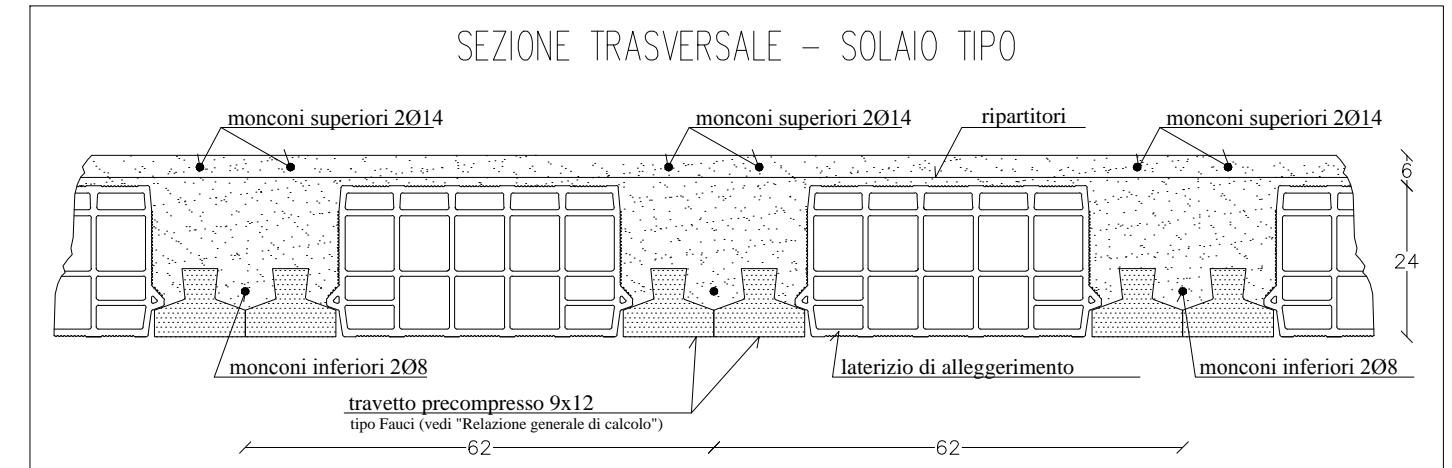 SEZIONE TRASVERSALE – SOLAIO TIPO
monconi superiori 2Ø14
monconi superiori 2Ø14
ripartitori
monconi superiori 2Ø14
6
24
monconi inferiori 2Ø8
laterizio di alleggerimento
monconi inferiori 2Ø8
travetto precompresso 9x12
tipo Fauci (vedi "Relazione generale di calcolo")
62
62